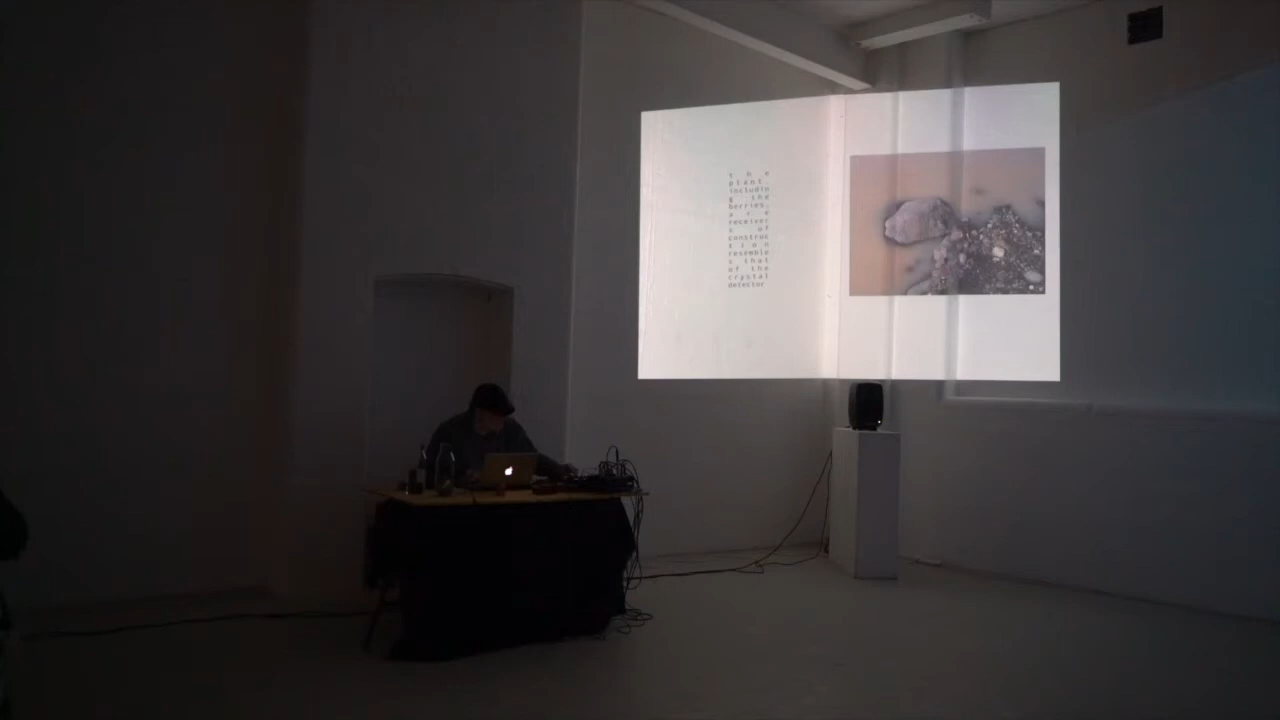 t h e
plant,
includin
g the
berries,
a r e
receiver
s of
construc
t i o n
resemble
s that
of the
crystal
detector